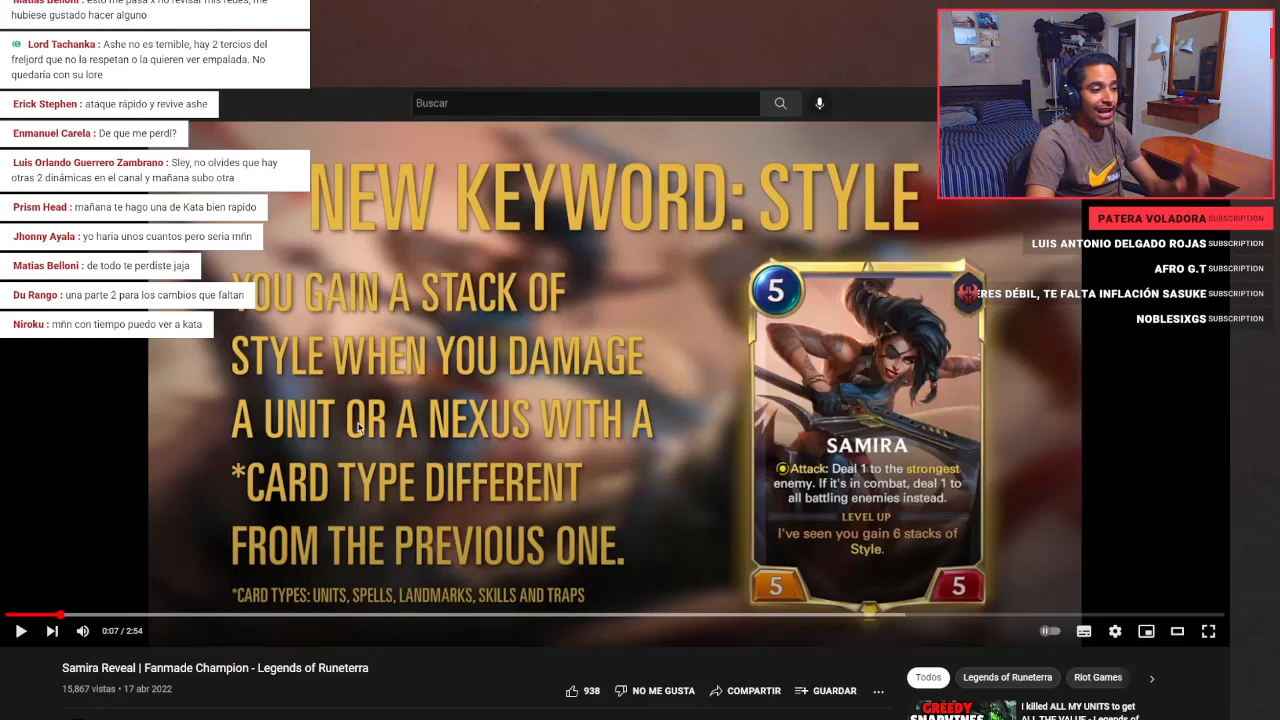 Matias Belloni : esto me pasa x no revisar mis redes, me
hubiese gustado hacer alguno
Lord Tachanka : Ashe no es temible, hay 2 tercios del
freljord que no la respetan o la quieren ver empalada. No
quedaría con su lore
Erick Stephen : ataque rápido y revive ashe
Enmanuel Carela : De que me perdí?
Luis Orlando Guerrero Zambrano : Sley, no olvides que hay
otras 2 dinámicas en el canal y mañana subo otra
Prism Head : mañana te hago una de Kata bien rapido
Jhonny Ayala : yo haria unos cuantos pero seria mñn
Matias Belloni : de todo te perdiste jaja
Du Rango : una parte 2 para los cambios que faltan
Niroku : mñn con tiempo puedo ver a kata
Buscar
PATERA VOLADORA SUBSCRIPTION
LUIS ANTONIO DELGADO ROJAS SUBSCRIPTION
AFRO G.T SUBSCRIPTION
ERES DÉBIL, TE FALTA INFLACIÓN SASUKE SUBSCRIPTION
NOBLESIXGS SUBSCRIPTION
NEW KEYWORD: STYLE
YOU GAIN A STACK OF
STYLE WHEN YOU DAMAGE
A UNIT OR A NEXUS WITH A
*CARD TYPE DIFFERENT
FROM THE PREVIOUS ONE.
*CARD TYPES: UNITS, SPELLS, LANDMARKS, SKILLS AND TRAPS
5
SAMIRA
Attack: Deal 1 to the strongest
enemy. If it's in combat, deal 1 to
all battling enemies instead.
LEVEL UP
I've seen you gain 6 stacks of
Style.
5 5
0:07 / 2:54
Samira Reveal | Fanmade Champion - Legends of Runeterra
15,867 vistas • 17 abr 2022
938 NO ME GUSTA COMPARTIR GUARDAR
Todos Legends of Runeterra Riot Games
GREEDY
I killed ALL MY UNITS to get
ALL THE VALUE - Legends of